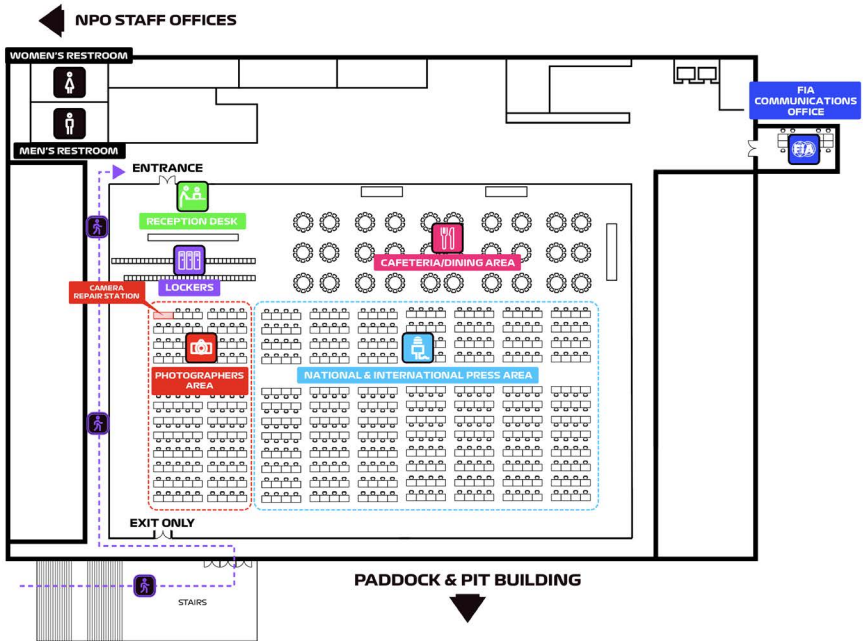 NPO STAFF OFFICES
WOMEN'S RESTROOM
MEN'S RESTROOM
FIA
COMMUNICATIONS
OFFICE
FIA
ENTRANCE
RECEPTION DESK
CAFETERIA/DINING AREA
LOCKERS
CAMERA
REPAIR STATION
PHOTOGRAPHERS
AREA
NATIONAL & INTERNATIONAL PRESS AREA
EXIT ONLY
PADDOCK & PIT BUILDING
STAIRS